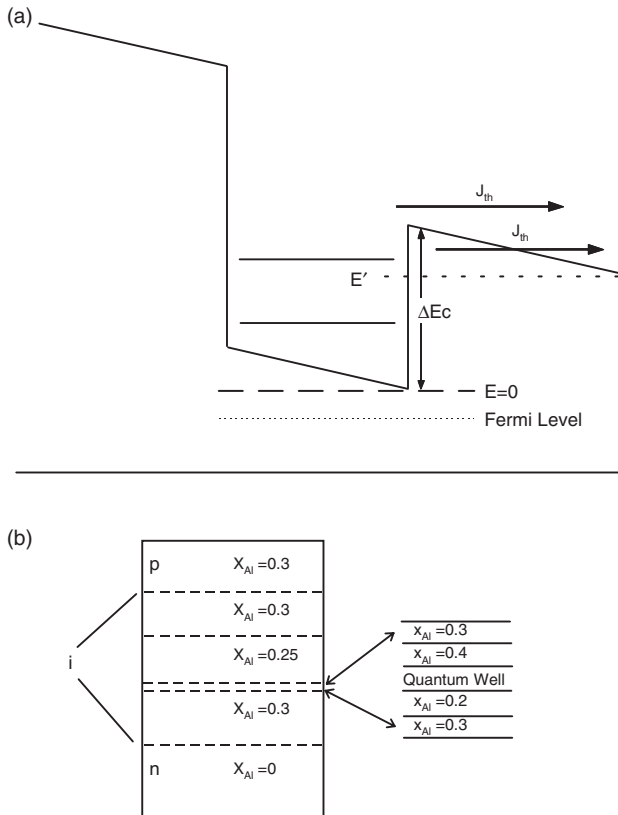 (a)
J_th
J_th
E′
ΔEc
E=0
Fermi Level
(b)
p
X_Al=0.3
X_Al=0.3
i
X_Al=0.25
X_Al=0.3
n
X_Al=0
x_Al=0.3
x_Al=0.4
Quantum Well
x_Al=0.2
x_Al=0.3